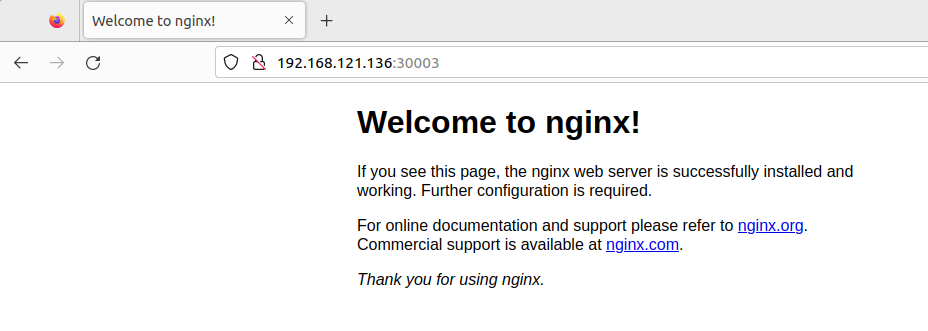 Welcome to nginx!
192.168.121.136:30003
Welcome to nginx!
If you see this page, the nginx web server is successfully installed and
working. Further configuration is required.
For online documentation and support please refer to nginx.org.
Commercial support is available at nginx.com.
Thank you for using nginx.